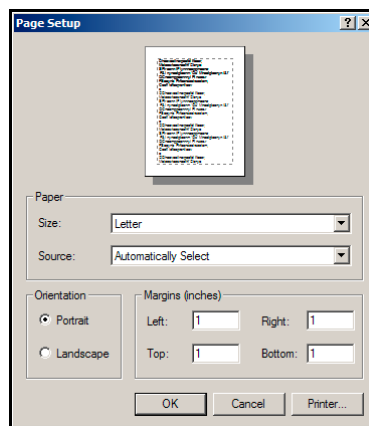 Page Setup
Paper
Size: Letter
Source: Automatically Select
Orientation
Portrait
Landscape
Margins (inches)
Left: 1 Right: 1
Top: 1 Bottom: 1
OK Cancel Printer...